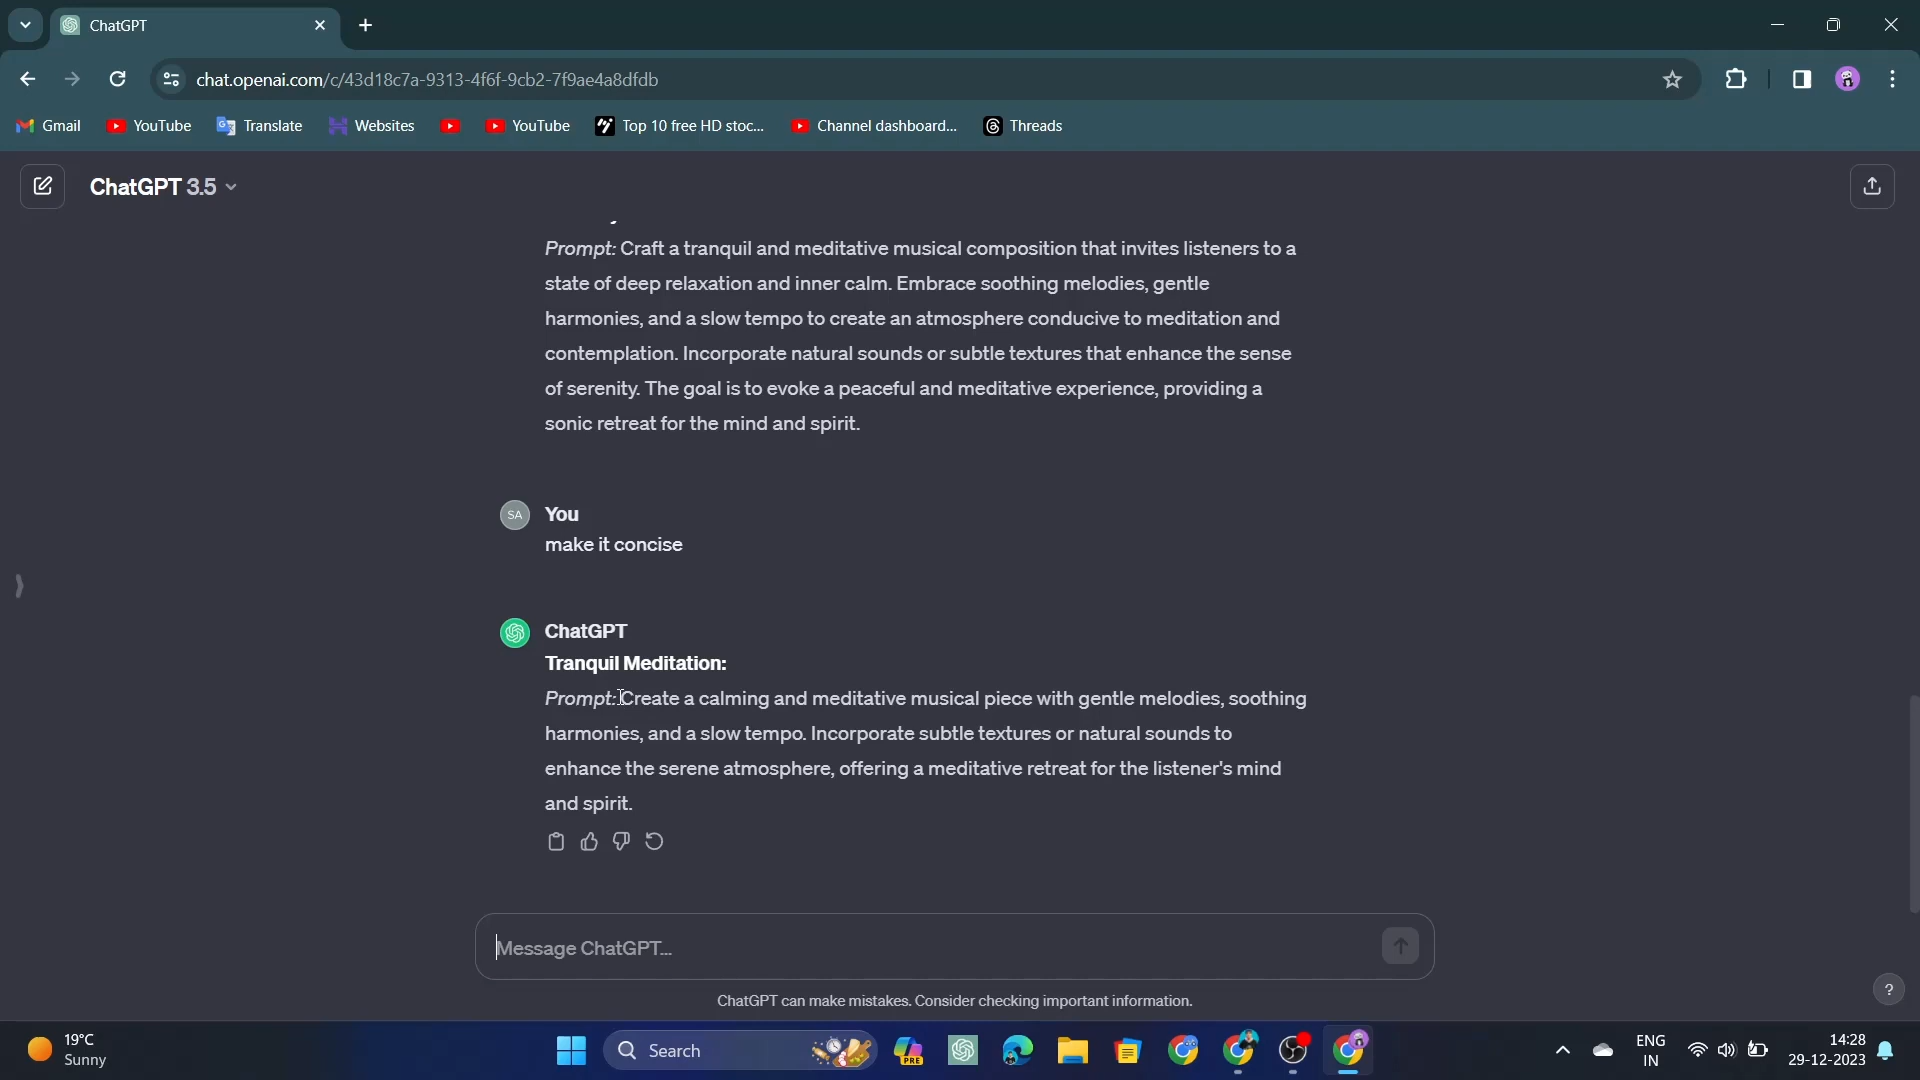 ChatGPT
chat.openai.com/c/43d18c7a-9313-4f6f-9cb2-7f9ae4a8dfdb
Gmail
YouTube
Translate
Websites
YouTube
Top 10 free HD stoc...
Channel dashboard...
Threads
ChatGPT 3.5
Prompt: Craft a tranquil and meditative musical composition that invites listeners to a
state of deep relaxation and inner calm. Embrace soothing melodies, gentle
harmonies, and a slow tempo to create an atmosphere conducive to meditation and
contemplation. Incorporate natural sounds or subtle textures that enhance the sense
of serenity. The goal is to evoke a peaceful and meditative experience, providing a
sonic retreat for the mind and spirit.
SA
You
make it concise
ChatGPT
Tranquil Meditation:
Prompt: Create a calming and meditative musical piece with gentle melodies, soothing
harmonies, and a slow tempo. Incorporate subtle textures or natural sounds to
enhance the serene atmosphere, offering a meditative retreat for the listener's mind
and spirit.
Message ChatGPT...
ChatGPT can make mistakes. Consider checking important information.
?
19°C
Sunny
Search
PRE
ENG
IN
14:28
29-12-2023